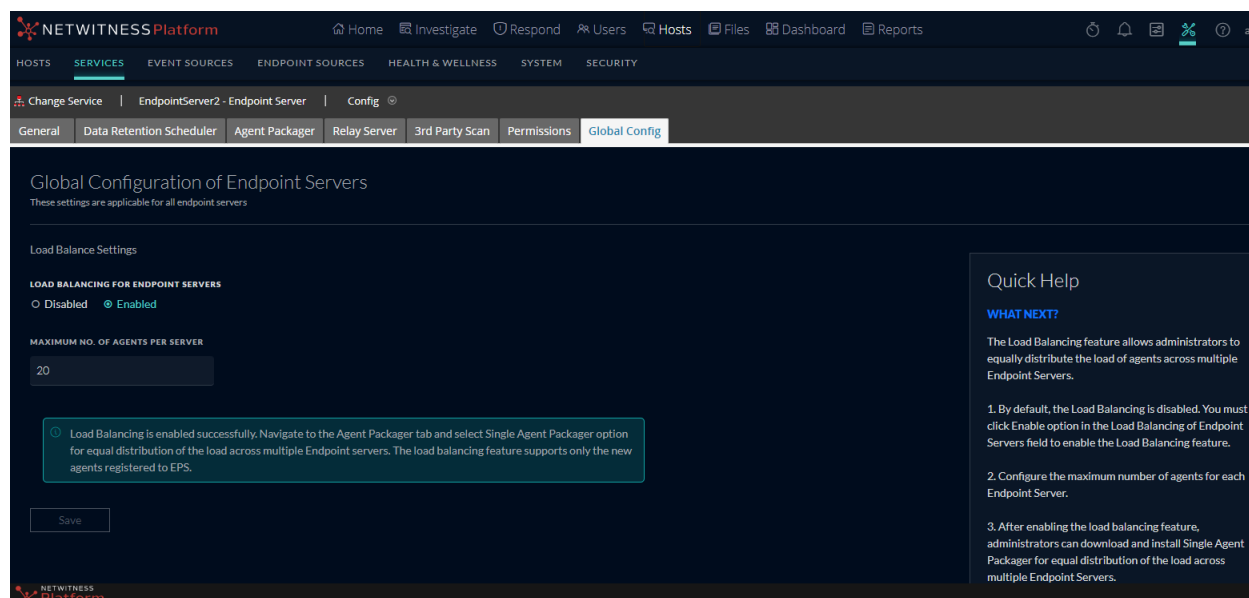 NETWITNESS Platform Home Investigate Respond Users Hosts Files Dashboard Reports
HOSTS SERVICES EVENT SOURCES ENDPOINT SOURCES HEALTH & WELLNESS SYSTEM SECURITY
Change Service | EndpointServer2 - Endpoint Server | Config
General Data Retention Scheduler Agent Packager Relay Server 3rd Party Scan Permissions Global Config
Global Configuration of Endpoint Servers
These settings are applicable for all endpoint servers
Load Balance Settings
LOAD BALANCING FOR ENDPOINT SERVERS
Disabled Enabled
MAXIMUM NO. OF AGENTS PER SERVER
20
Load Balancing is enabled successfully. Navigate to the Agent Packager tab and select Single Agent Packager option
for equal distribution of the load across multiple Endpoint servers. The load balancing feature supports only the new
agents registered to EPS.
Save
Quick Help
WHAT NEXT?
The Load Balancing feature allows administrators to
equally distribute the load of agents across multiple
Endpoint Servers.
1. By default, the Load Balancing is disabled. You must
click Enable option in the Load Balancing of Endpoint
Servers field to enable the Load Balancing feature.
2. Configure the maximum number of agents for each
Endpoint Server.
3. After enabling the load balancing feature,
administrators can download and install Single Agent
Packager for equal distribution of the load across
multiple Endpoint Servers.
NETWITNESS
Platform